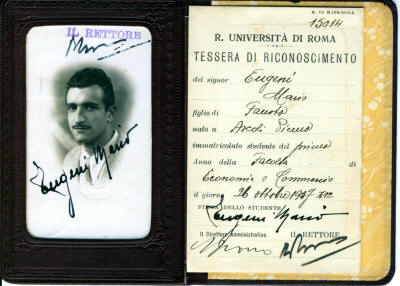 IL RETTORE
Eugeni Mario
N. DI MATRICOLA
15014
R. UNIVERSITÀ DI ROMA
TESSERA DI RICONOSCIMENTO
del signor Eugeni
Mario
figlio di Fausto
nato a Ascoli Piceno
immatricolato studente del primo
Anno della Facoltà di
Economia e Commercio
il giorno 26 ottobre 1937 XV
FIRMA DELLO STUDENTE
Eugeni Mario
Il Direttore Amministrativo IL RETTORE